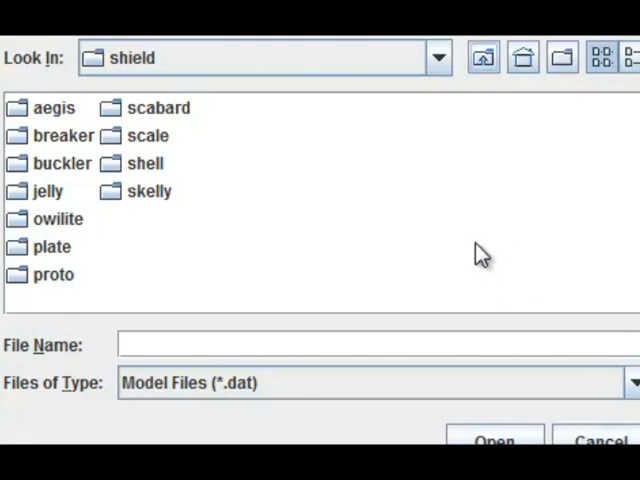 Look In: shield
aegis scabard
breaker scale
buckler shell
jelly skelly
owilite
plate
proto
File Name:
Files of Type: Model Files (*.dat)
Open Cancel